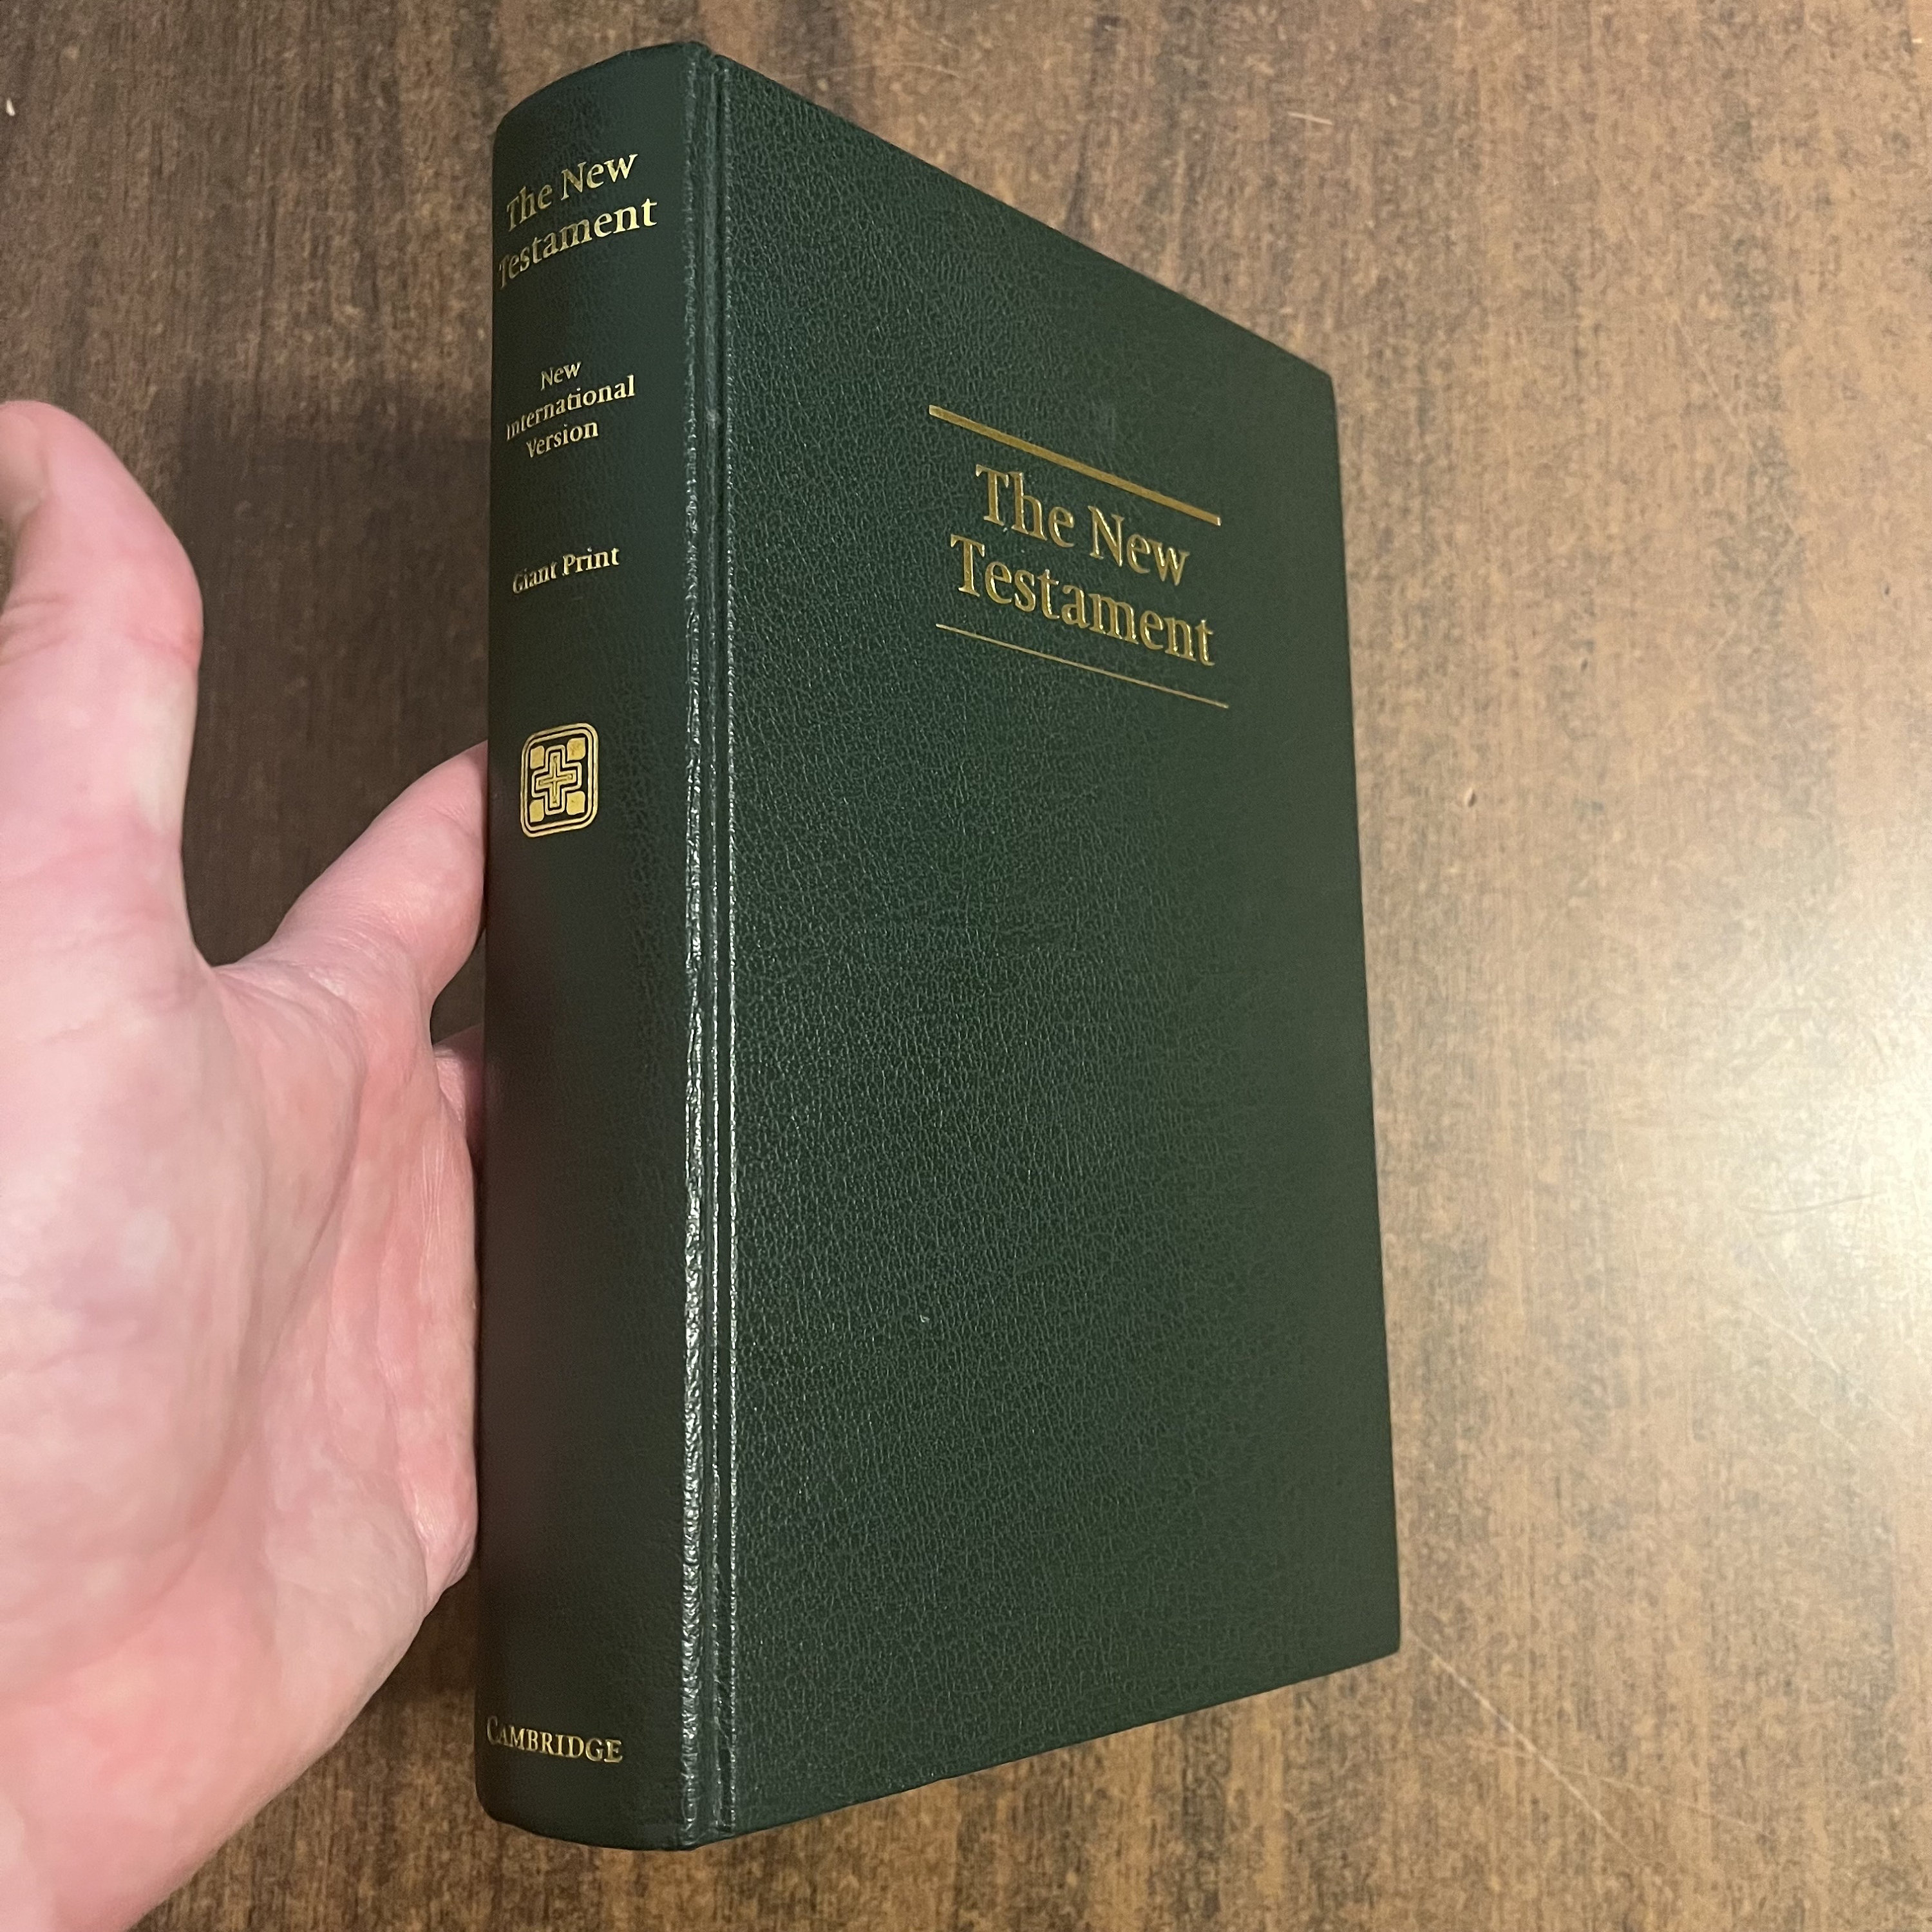 The New
Testament
New
International
Version
Giant Print
CAMBRIDGE
The New
Testament